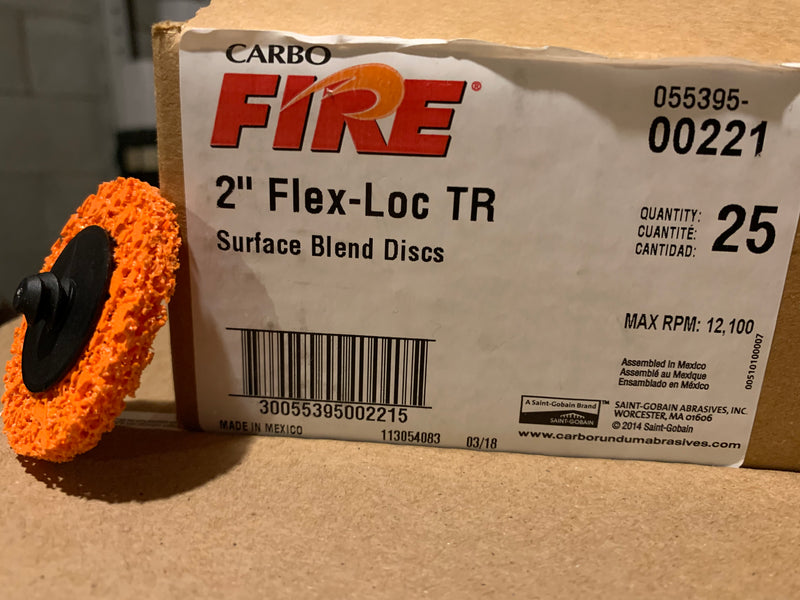 CARBO
FIRE®
055395-
00221
2" Flex-Loc TR
Surface Blend Discs
QUANTITY:
CUANTITÉ:
CANTIDAD:
25
MAX RPM: 12,100
Assembled in Mexico
Assemblé au Mexique
Ensamblado en México
00510100007
30055395002215
MADE IN MEXICO
113054083
03/18
A Saint-Gobain Brand™
SAINT-GOBAIN
SAINT-GOBAIN ABRASIVES, INC.
WORCESTER, MA 01606
© 2014 Saint-Gobain
www.carborundumabrasives.com